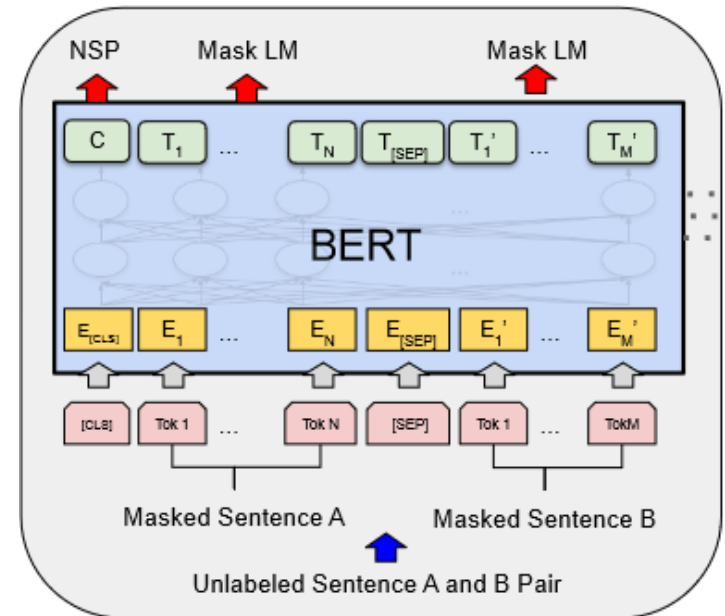 NSP Mask LM Mask LM
C T1 ... TN T[SEP] T1' ... TM'
...
BERT
...
E[CLS] E1 ... EN E[SEP] E1' ... EM'
[CLS] Tok 1 ... Tok N [SEP] Tok 1 ... TokM
Masked Sentence A Masked Sentence B
Unlabeled Sentence A and B Pair